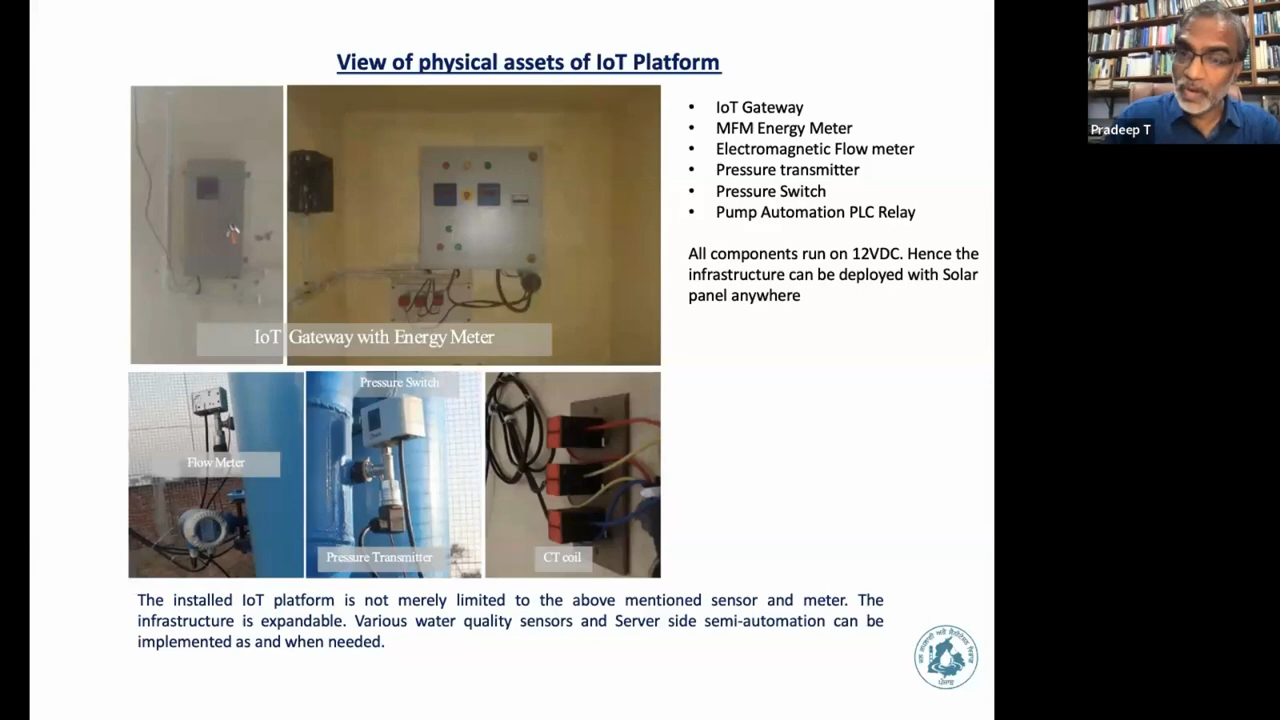 View of physical assets of IoT Platform
• IoT Gateway
• MFM Energy Meter
• Electromagnetic Flow meter
• Pressure transmitter
• Pressure Switch
• Pump Automation PLC Relay
All components run on 12VDC. Hence the
infrastructure can be deployed with Solar
panel anywhere
IoT Gateway with Energy Meter
Flow Meter
Pressure Switch
Pressure Transmitter
CT coil
The installed IoT platform is not merely limited to the above mentioned sensor and meter. The
infrastructure is expandable. Various water quality sensors and Server side semi-automation can be
implemented as and when needed.
ਪੰਜਾਬ
Pradeep T